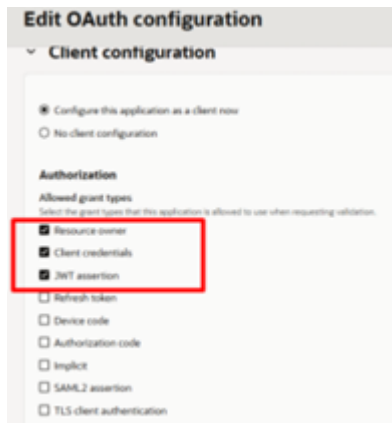 Edit OAuth configuration
Client configuration
Configure this application as a client now
No client configuration
Authorization
Allowed grant types
Select the grant types that this application is allowed to use when requesting validation.
Resource owner
Client credentials
JWT assertion
Refresh token
Device code
Authorization code
Implicit
SAML2 assertion
TLS client authentication